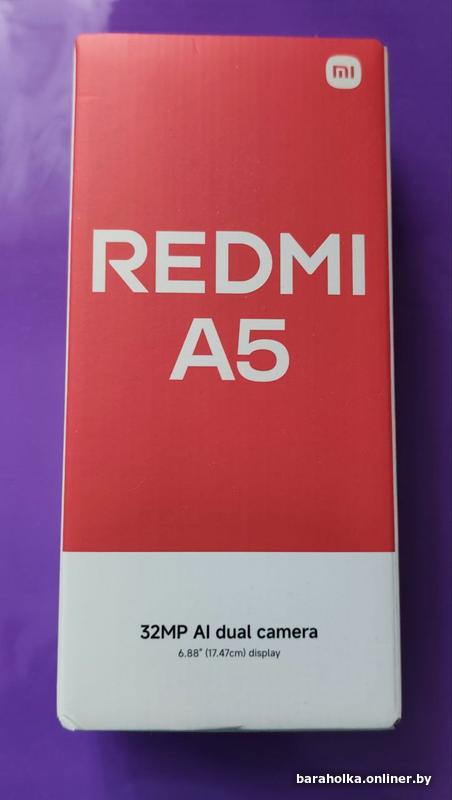 mi
REDMI
A5
32MP AI dual camera
6.88" (17.47cm) display
baraholka.onliner.by